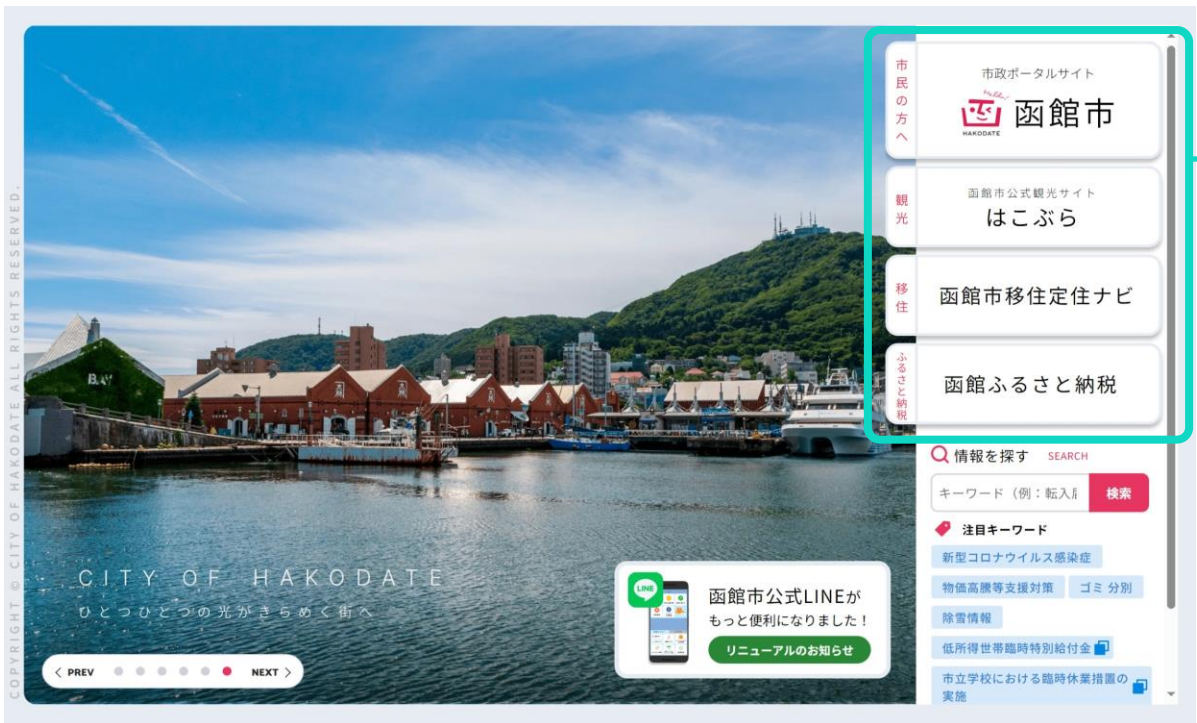 COPYRIGHT © CITY OF HAKODATE ALL RIGHTS RESERVED.
BAY
CITY OF HAKODATE
ひとつひとつの光がきらめく街へ
< PREV
NEXT >
LINE
函館市公式LINEが
もっと便利になりました！
リニューアルのお知らせ
市民の方へ
市政ポータルサイト
HAKODATE
函館市
観光
函館市公式観光サイト
はこぶら
移住
函館市移住定住ナビ
ふるさと納税
函館ふるさと納税
情報を探す SEARCH
キーワード（例：転入届
検索
注目キーワード
新型コロナウイルス感染症
物価高騰等支援対策 ゴミ 分別
除雪情報
低所得世帯臨時特別給付金
市立学校における臨時休業措置の
実施